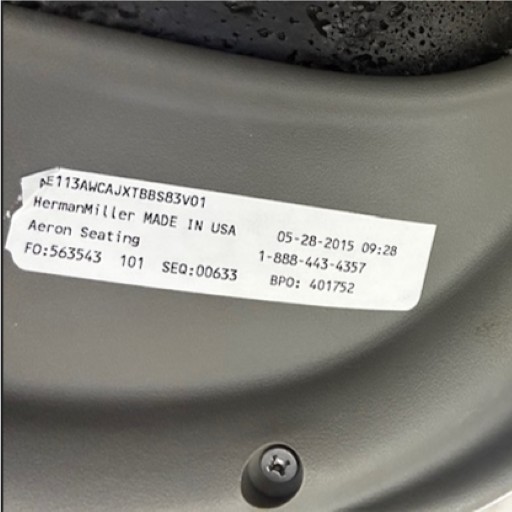 AE113AWCAJXTBBS83V01
HermanMiller MADE IN USA 05-28-2015 09:28
Aeron Seating 1-888-443-4357
FO:563543 101 SEQ:00633 BPO: 401752